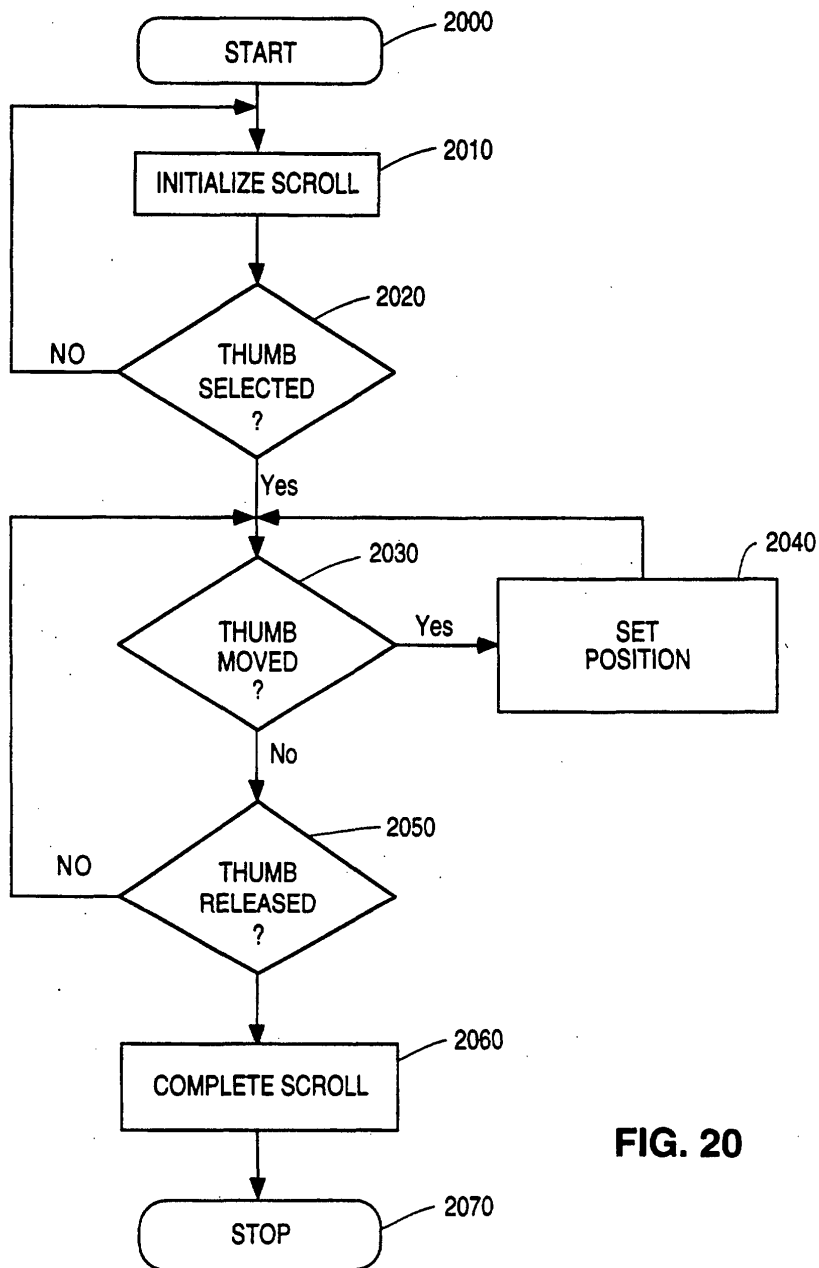 START
2000
INITIALIZE SCROLL
2010
2020
THUMB
SELECTED
?
NO
Yes
2030
THUMB
MOVED
?
Yes
2040
SET
POSITION
No
2050
THUMB
RELEASED
?
NO
2060
COMPLETE SCROLL
FIG. 20
2070
STOP